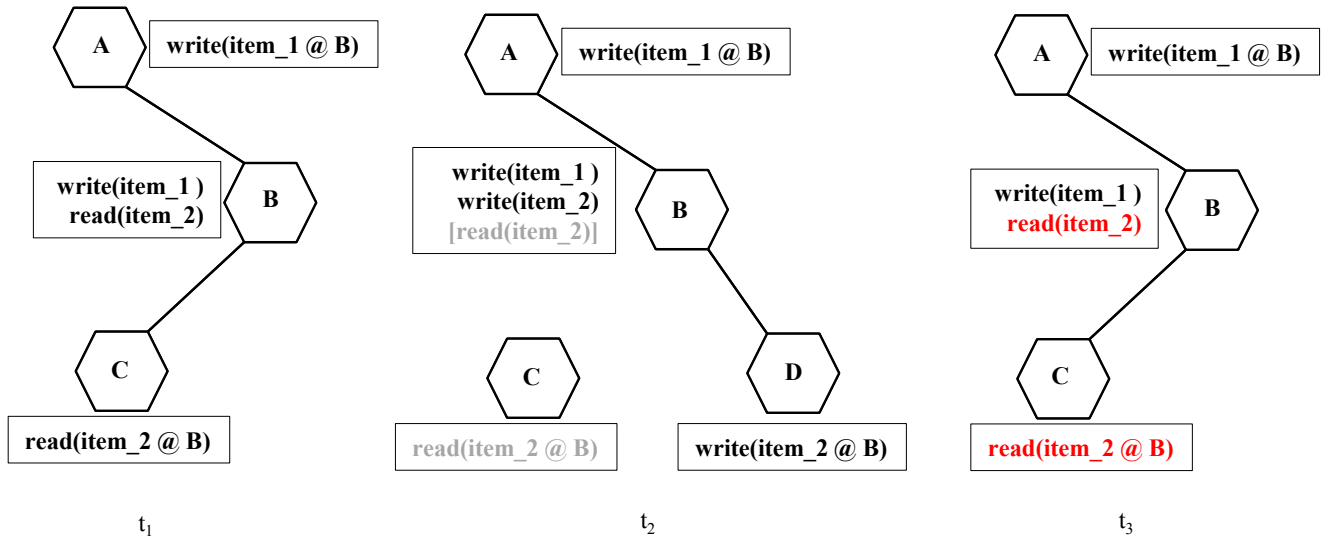 A
write(item_1 @ B)
write(item_1 )
read(item_2)
B
C
read(item_2 @ B)
t1
A
write(item_1 @ B)
write(item_1 )
write(item_2)
[read(item_2)]
B
C
D
read(item_2 @ B)
write(item_2 @ B)
t2
A
write(item_1 @ B)
write(item_1 )
read(item_2)
B
C
read(item_2 @ B)
t3